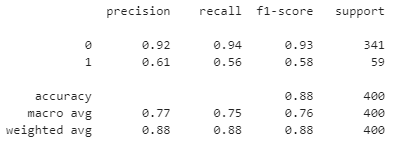 precision recall f1-score support
0 0.92 0.94 0.93 341
1 0.61 0.56 0.58 59
accuracy 0.88 400
macro avg 0.77 0.75 0.76 400
weighted avg 0.88 0.88 0.88 400